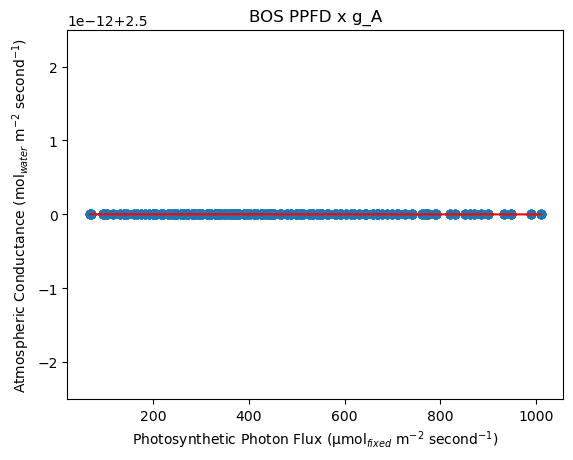 BOS PPFD x g_A
1e−12+2.5
Atmospheric Conductance (mol_water m⁻² second⁻¹)
2
1
0
−1
−2
200 400 600 800 1000
Photosynthetic Photon Flux (μmol_fixed m⁻² second⁻¹)